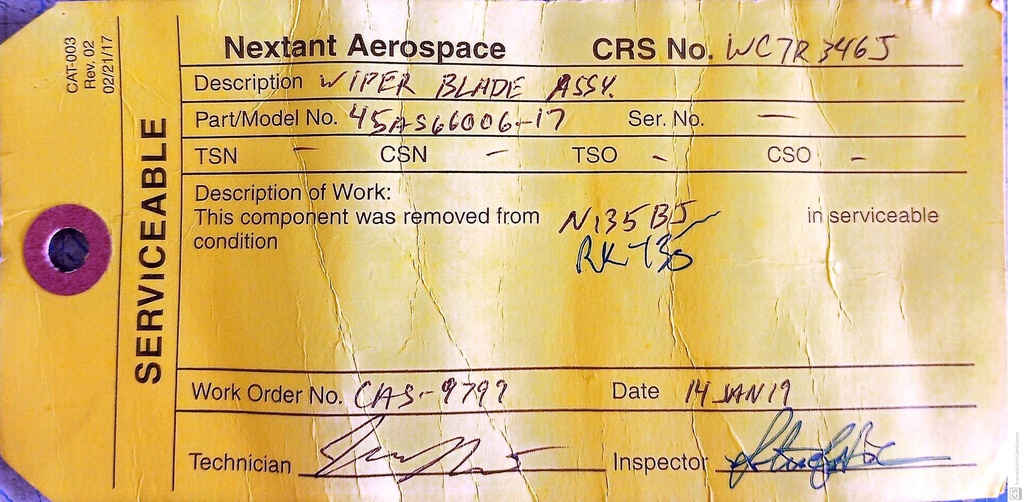 CAT-003
Rev. 02
02/21/17
SERVICEABLE
Nextant Aerospace CRS No. WC7R346J
Description WIPER BLADE ASSY.
Part/Model No. 45AS66006-17 Ser. No. —
TSN - CSN - TSO - CSO -
Description of Work:
This component was removed from N135BJ in serviceable
condition RK-135
Work Order No. CAS-9799 Date 14 JAN 19
Technician Inspector